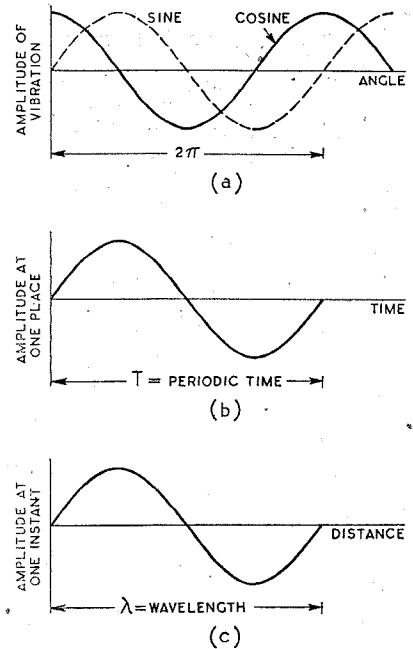 SINE
COSINE
AMPLITUDE OF
VIBRATION
ANGLE
2π
(a)
AMPLITUDE AT
ONE PLACE
TIME
T = PERIODIC TIME
(b)
AMPLITUDE AT
ONE INSTANT
DISTANCE
λ = WAVELENGTH
(c)